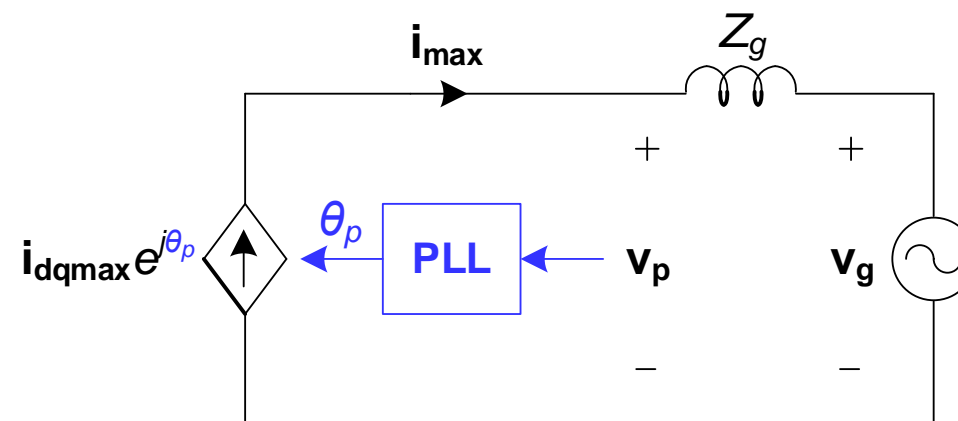 i_max
Z_g
+
+
i_dqmax e^jθ_p
θ_p
PLL
v_p
v_g
−
−